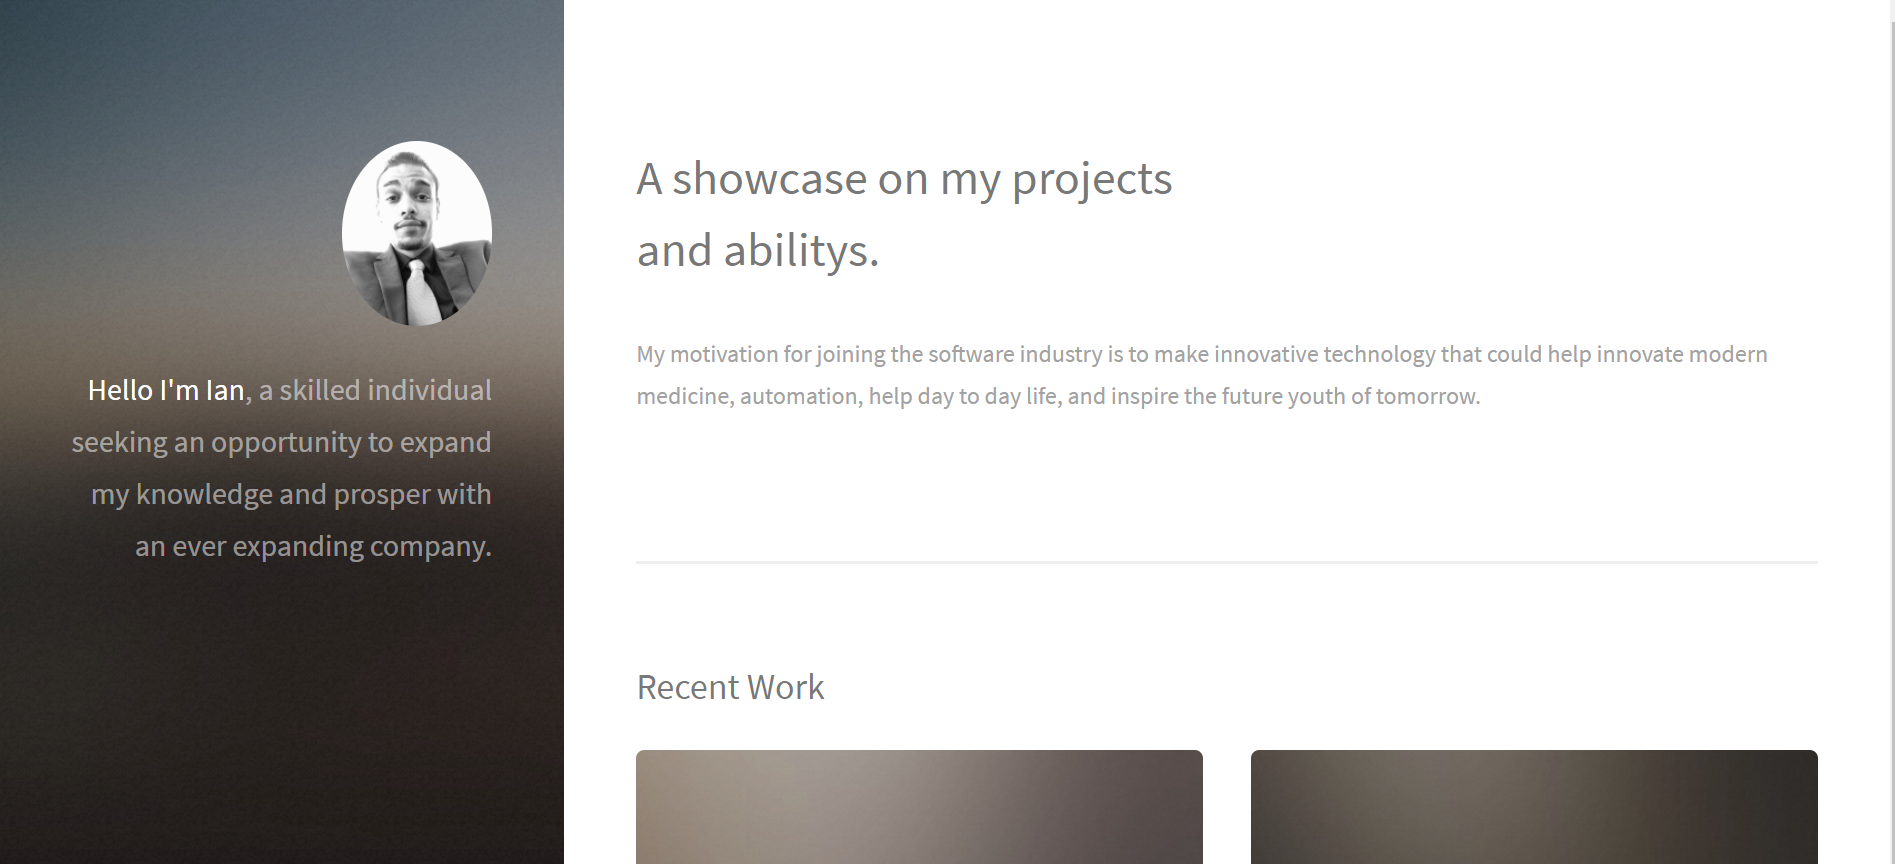 Hello I'm Ian, a skilled individual
seeking an opportunity to expand
my knowledge and prosper with
an ever expanding company.
A showcase on my projects
and abilitys.
My motivation for joining the software industry is to make innovative technology that could help innovate modern
medicine, automation, help day to day life, and inspire the future youth of tomorrow.
Recent Work